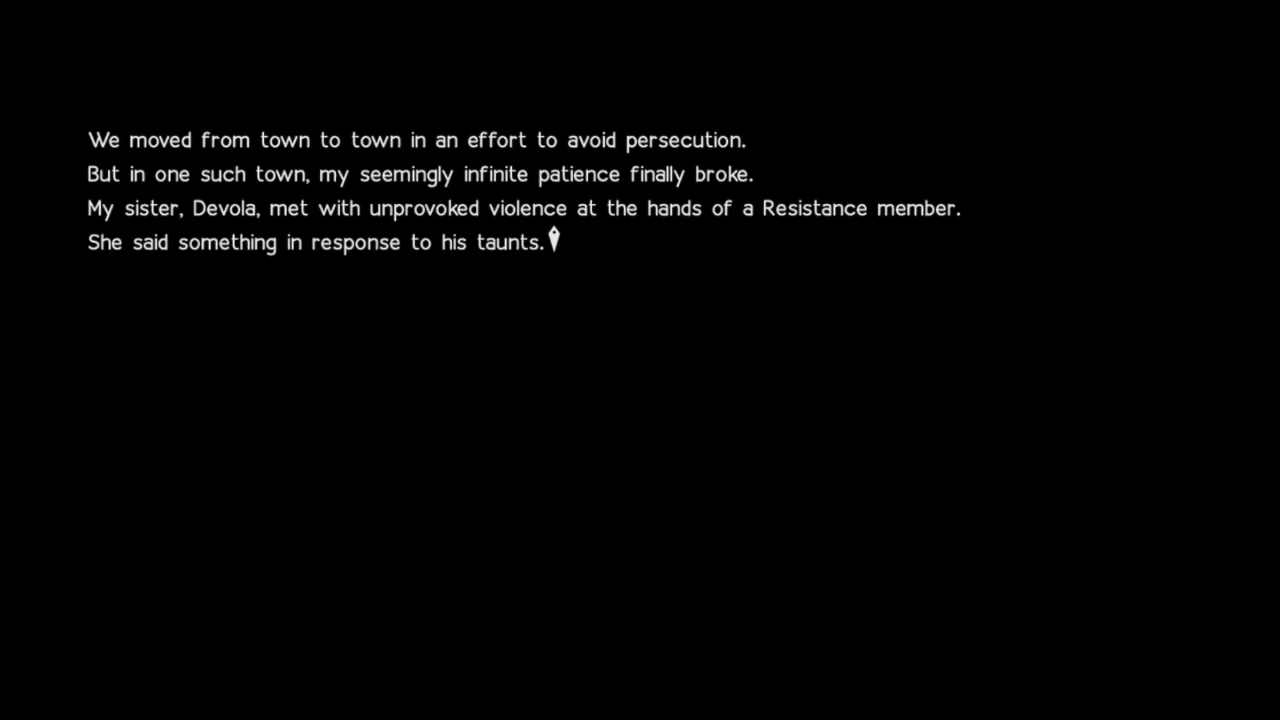 We moved from town to town in an effort to avoid persecution.
But in one such town, my seemingly infinite patience finally broke.
My sister, Devola, met with unprovoked violence at the hands of a Resistance member.
She said something in response to his taunts.